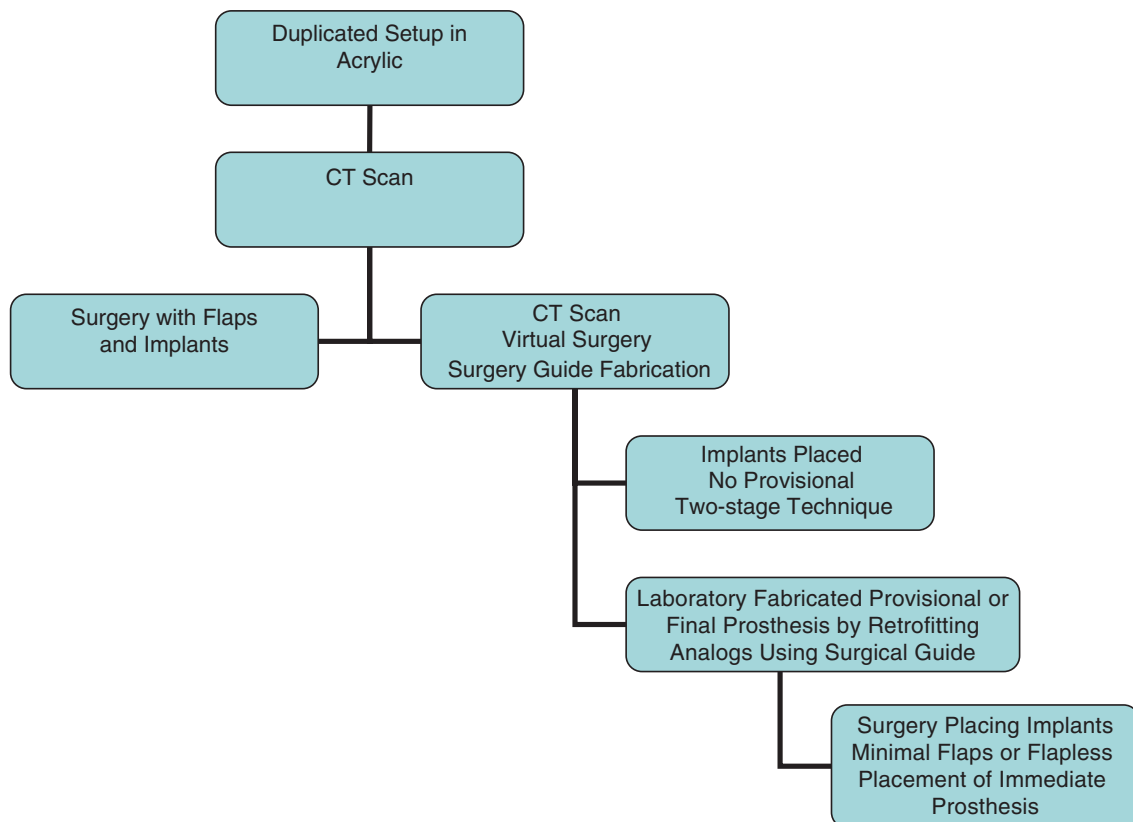 Duplicated Setup in
Acrylic
CT Scan
Surgery with Flaps
and Implants
CT Scan
Virtual Surgery
Surgery Guide Fabrication
Implants Placed
No Provisional
Two-stage Technique
Laboratory Fabricated Provisional or
Final Prosthesis by Retrofitting
Analogs Using Surgical Guide
Surgery Placing Implants
Minimal Flaps or Flapless
Placement of Immediate
Prosthesis